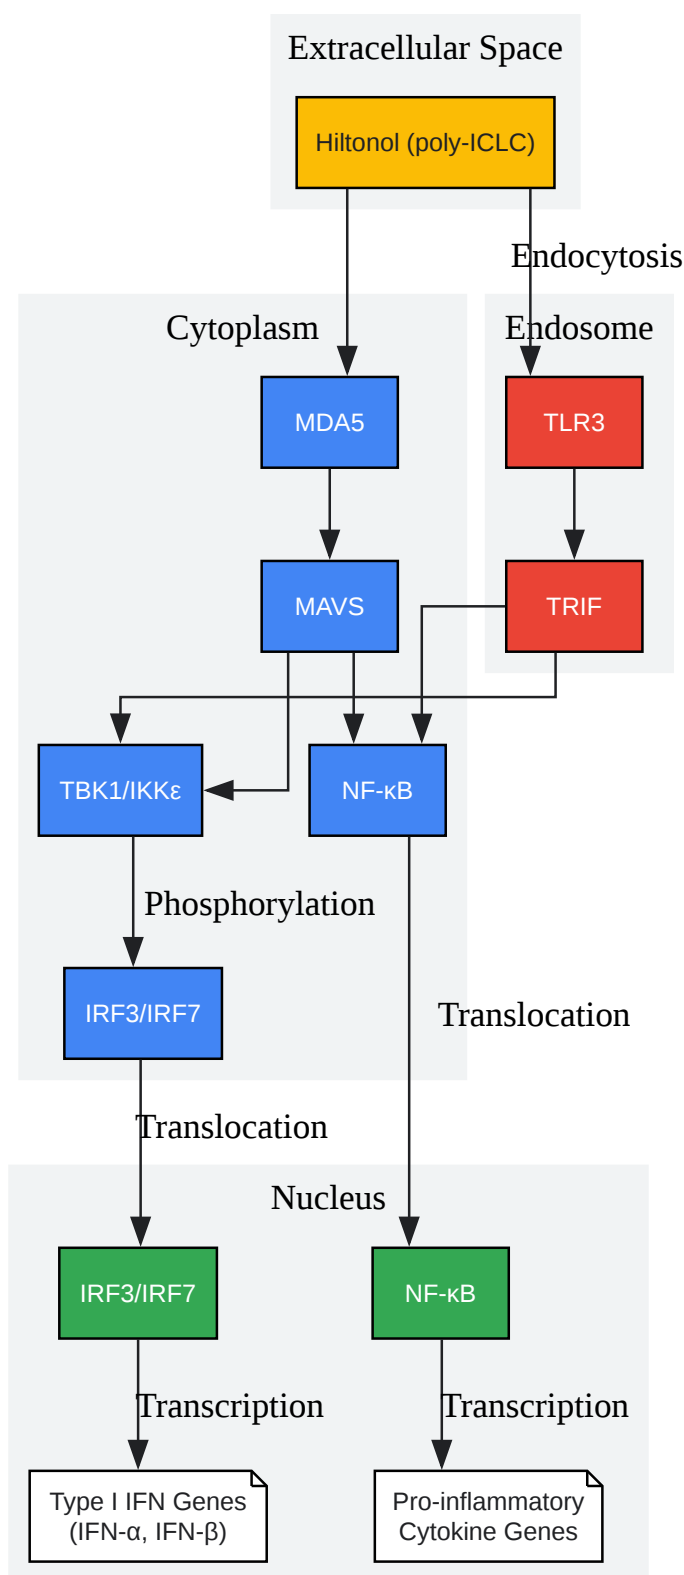 Extracellular Space
Hiltonol (poly-ICLC)
Endocytosis
Cytoplasm
Endosome
MDA5
TLR3
MAVS
TRIF
TBK1/IKKε
NF-κB
Phosphorylation
IRF3/IRF7
Translocation
Translocation
Nucleus
IRF3/IRF7
NF-κB
Transcription
Transcription
Type I IFN Genes
(IFN-α, IFN-β)
Pro-inflammatory
Cytokine Genes